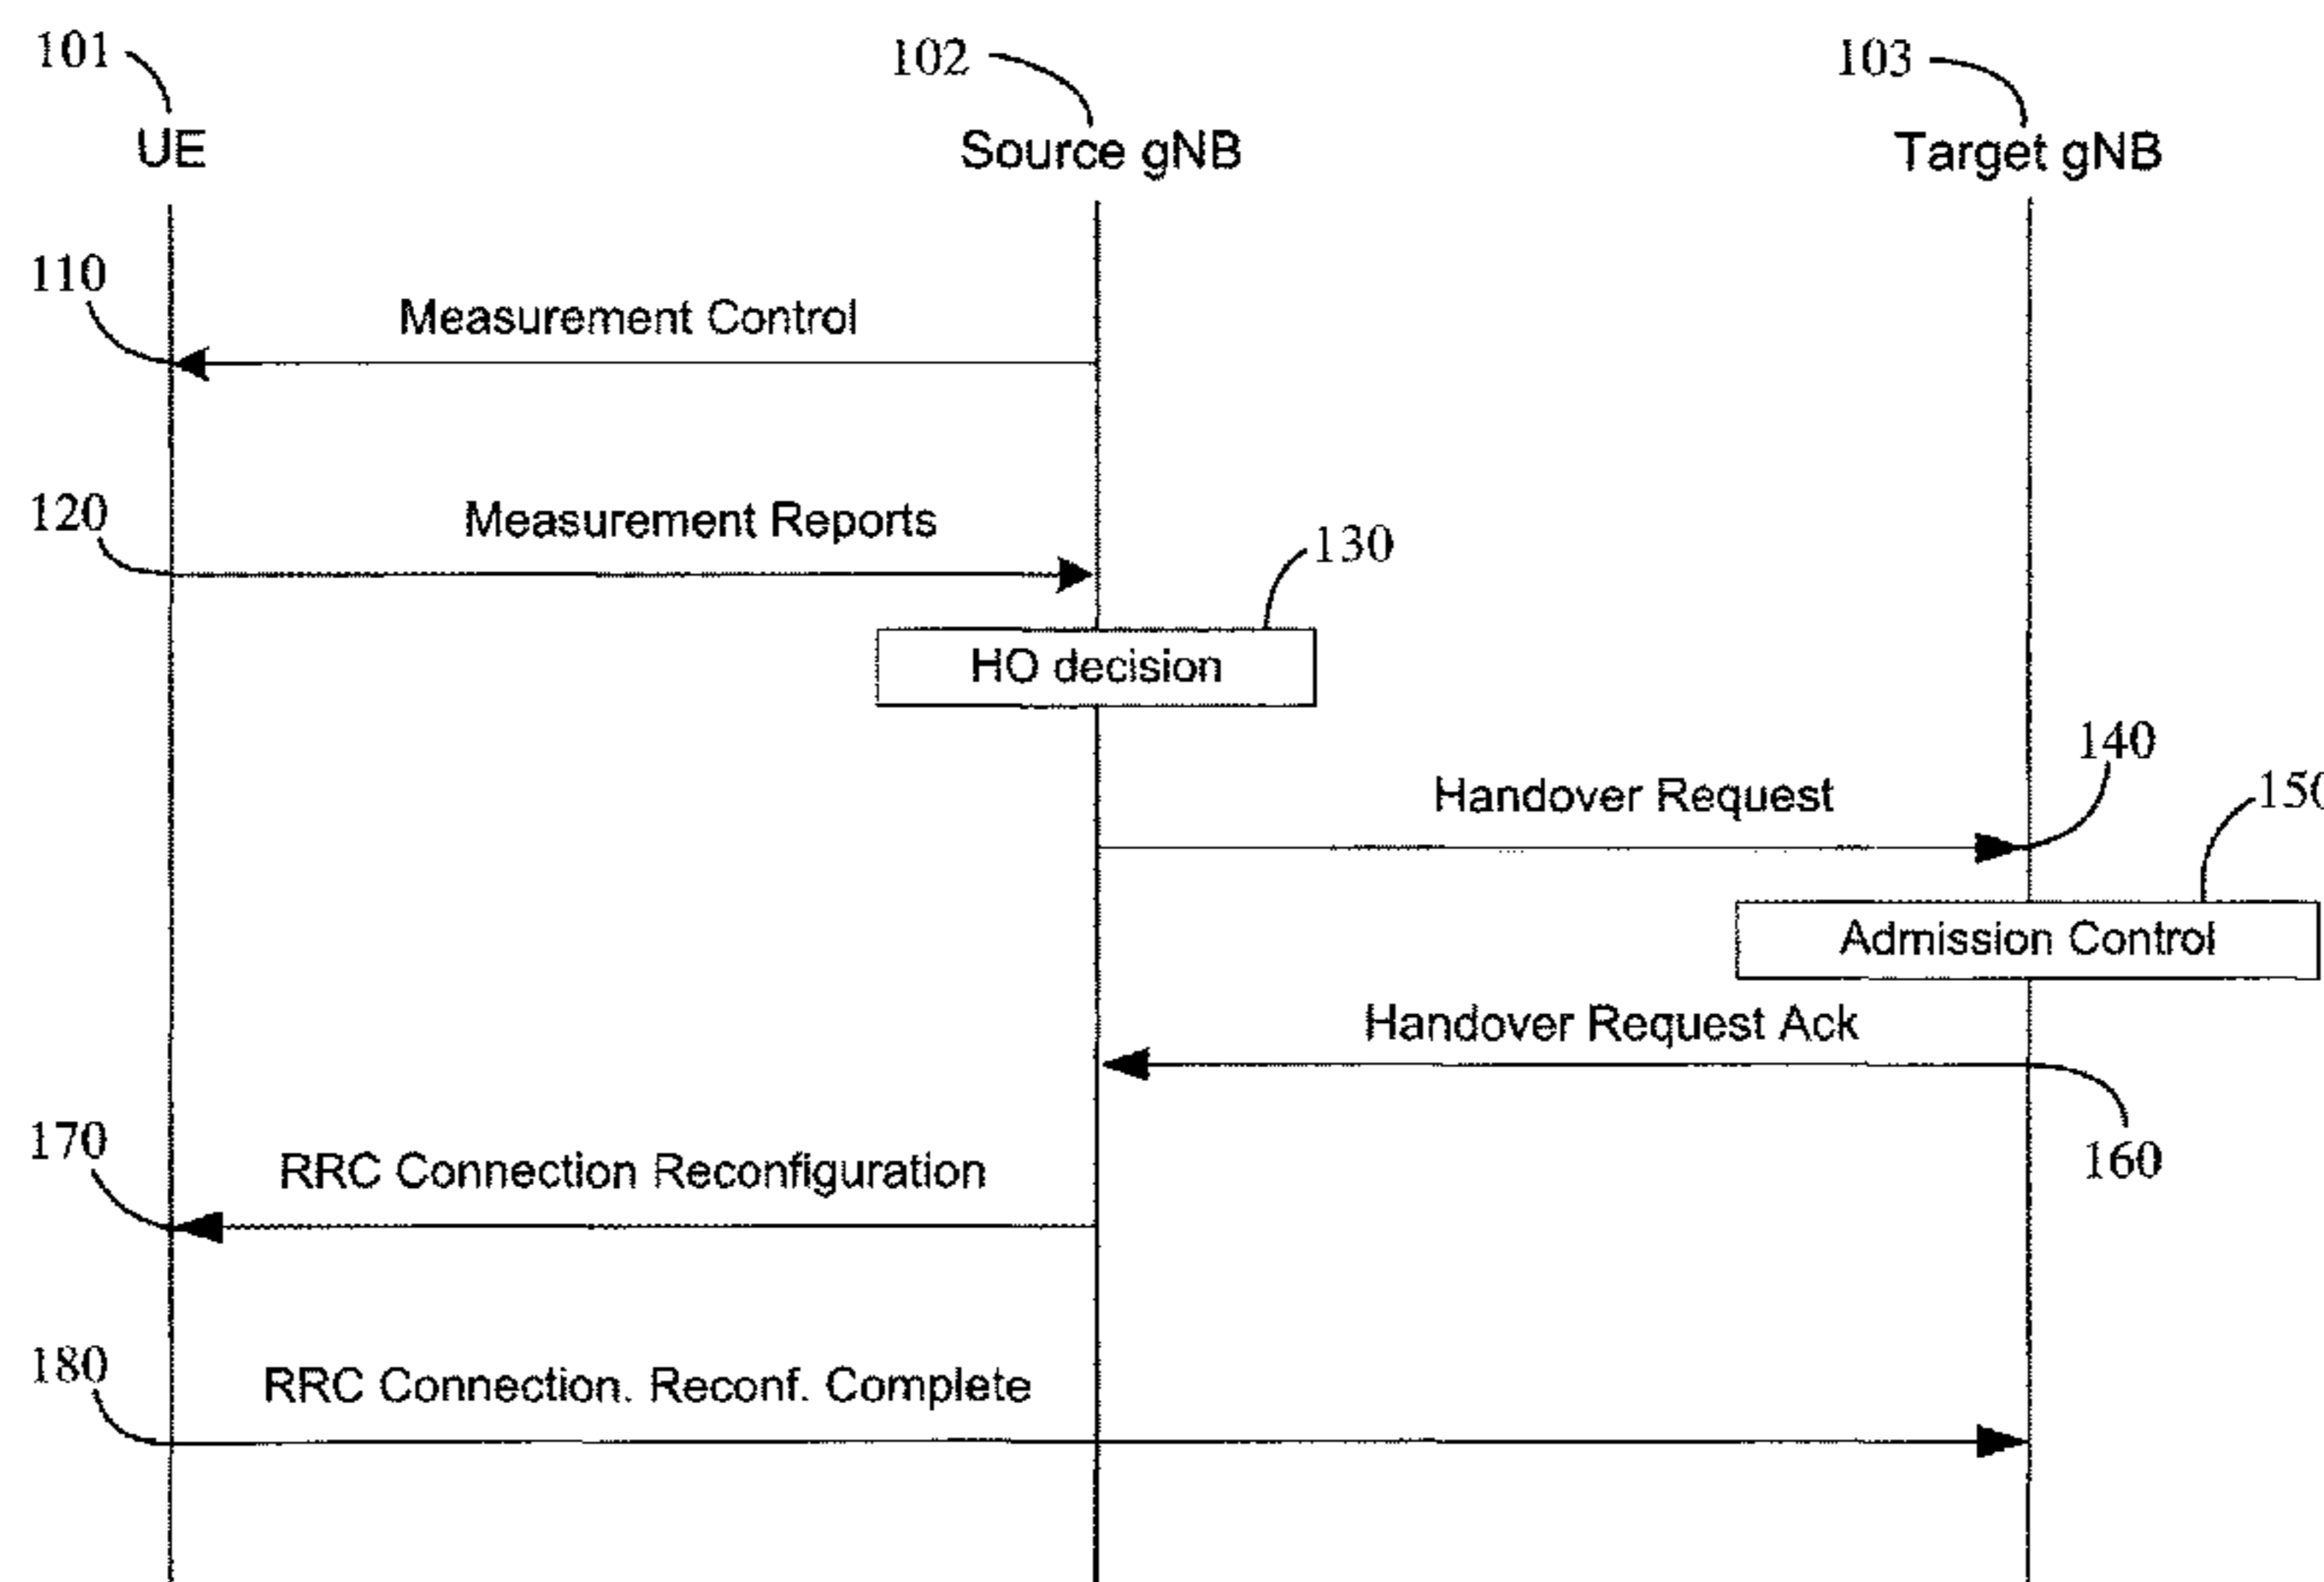 101
102
103
UE
Source gNB
Target gNB
110
Measurement Control
120
Measurement Reports
130
HO decision
140
Handover Request
150
Admission Control
Handover Request Ack
160
170
RRC Connection Reconfiguration
180
RRC Connection. Reconf. Complete